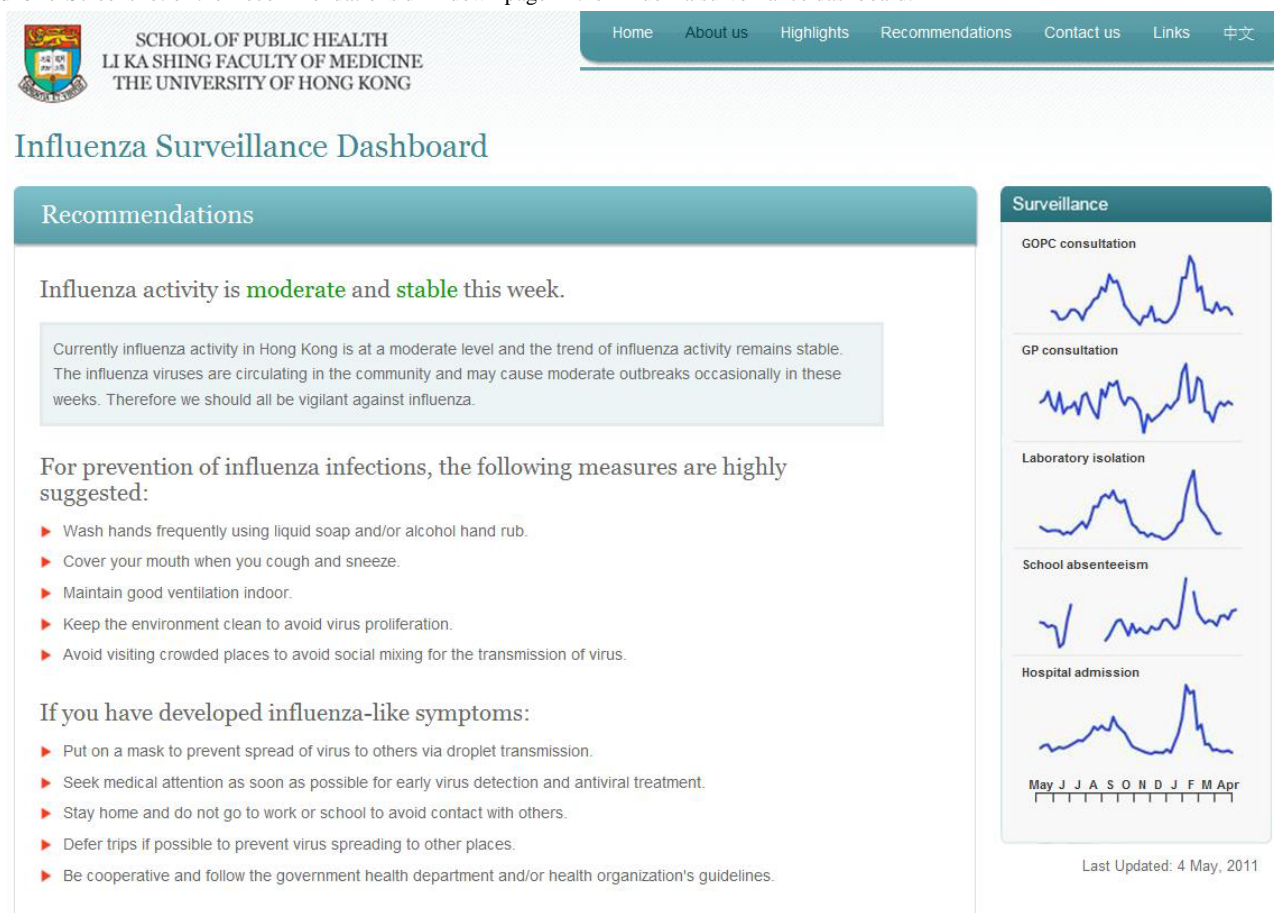 SCHOOL OF PUBLIC HEALTH
LI KA SHING FACULTY OF MEDICINE
THE UNIVERSITY OF HONG KONG
Home About us Highlights Recommendations Contact us Links 中文
Influenza Surveillance Dashboard
Recommendations
Influenza activity is moderate and stable this week.
Currently influenza activity in Hong Kong is at a moderate level and the trend of influenza activity remains stable.
The influenza viruses are circulating in the community and may cause moderate outbreaks occasionally in these
weeks. Therefore we should all be vigilant against influenza.
For prevention of influenza infections, the following measures are highly
suggested:
Wash hands frequently using liquid soap and/or alcohol hand rub.
Cover your mouth when you cough and sneeze.
Maintain good ventilation indoor.
Keep the environment clean to avoid virus proliferation.
Avoid visiting crowded places to avoid social mixing for the transmission of virus.
If you have developed influenza-like symptoms:
Put on a mask to prevent spread of virus to others via droplet transmission.
Seek medical attention as soon as possible for early virus detection and antiviral treatment.
Stay home and do not go to work or school to avoid contact with others.
Defer trips if possible to prevent virus spreading to other places.
Be cooperative and follow the government health department and/or health organization's guidelines.
Surveillance
GOPC consultation
GP consultation
Laboratory isolation
School absenteeism
Hospital admission
May J J A S O N D J F M Apr
Last Updated: 4 May, 2011